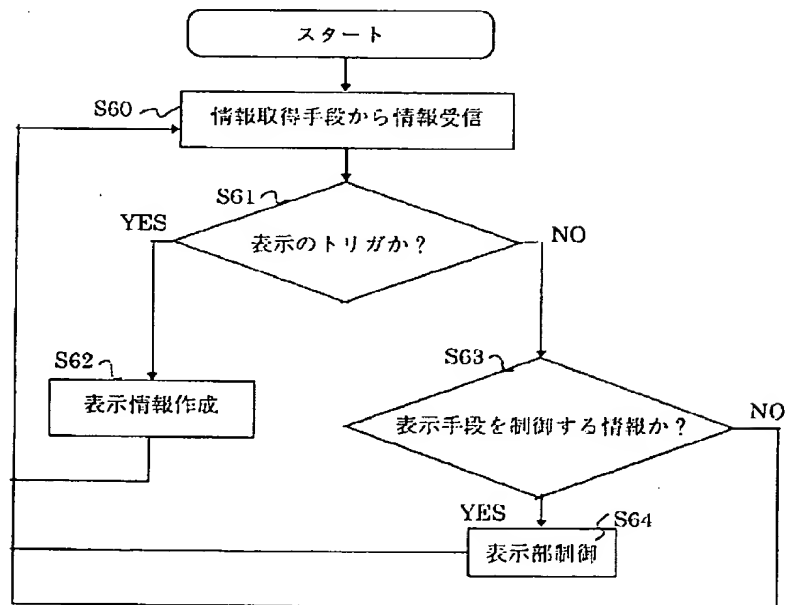 スタート
S60
情報取得手段から情報受信
S61
YES
表示のトリガか？
NO
S62
表示情報作成
S63
表示手段を制御する情報か？
NO
YES
S64
表示部制御